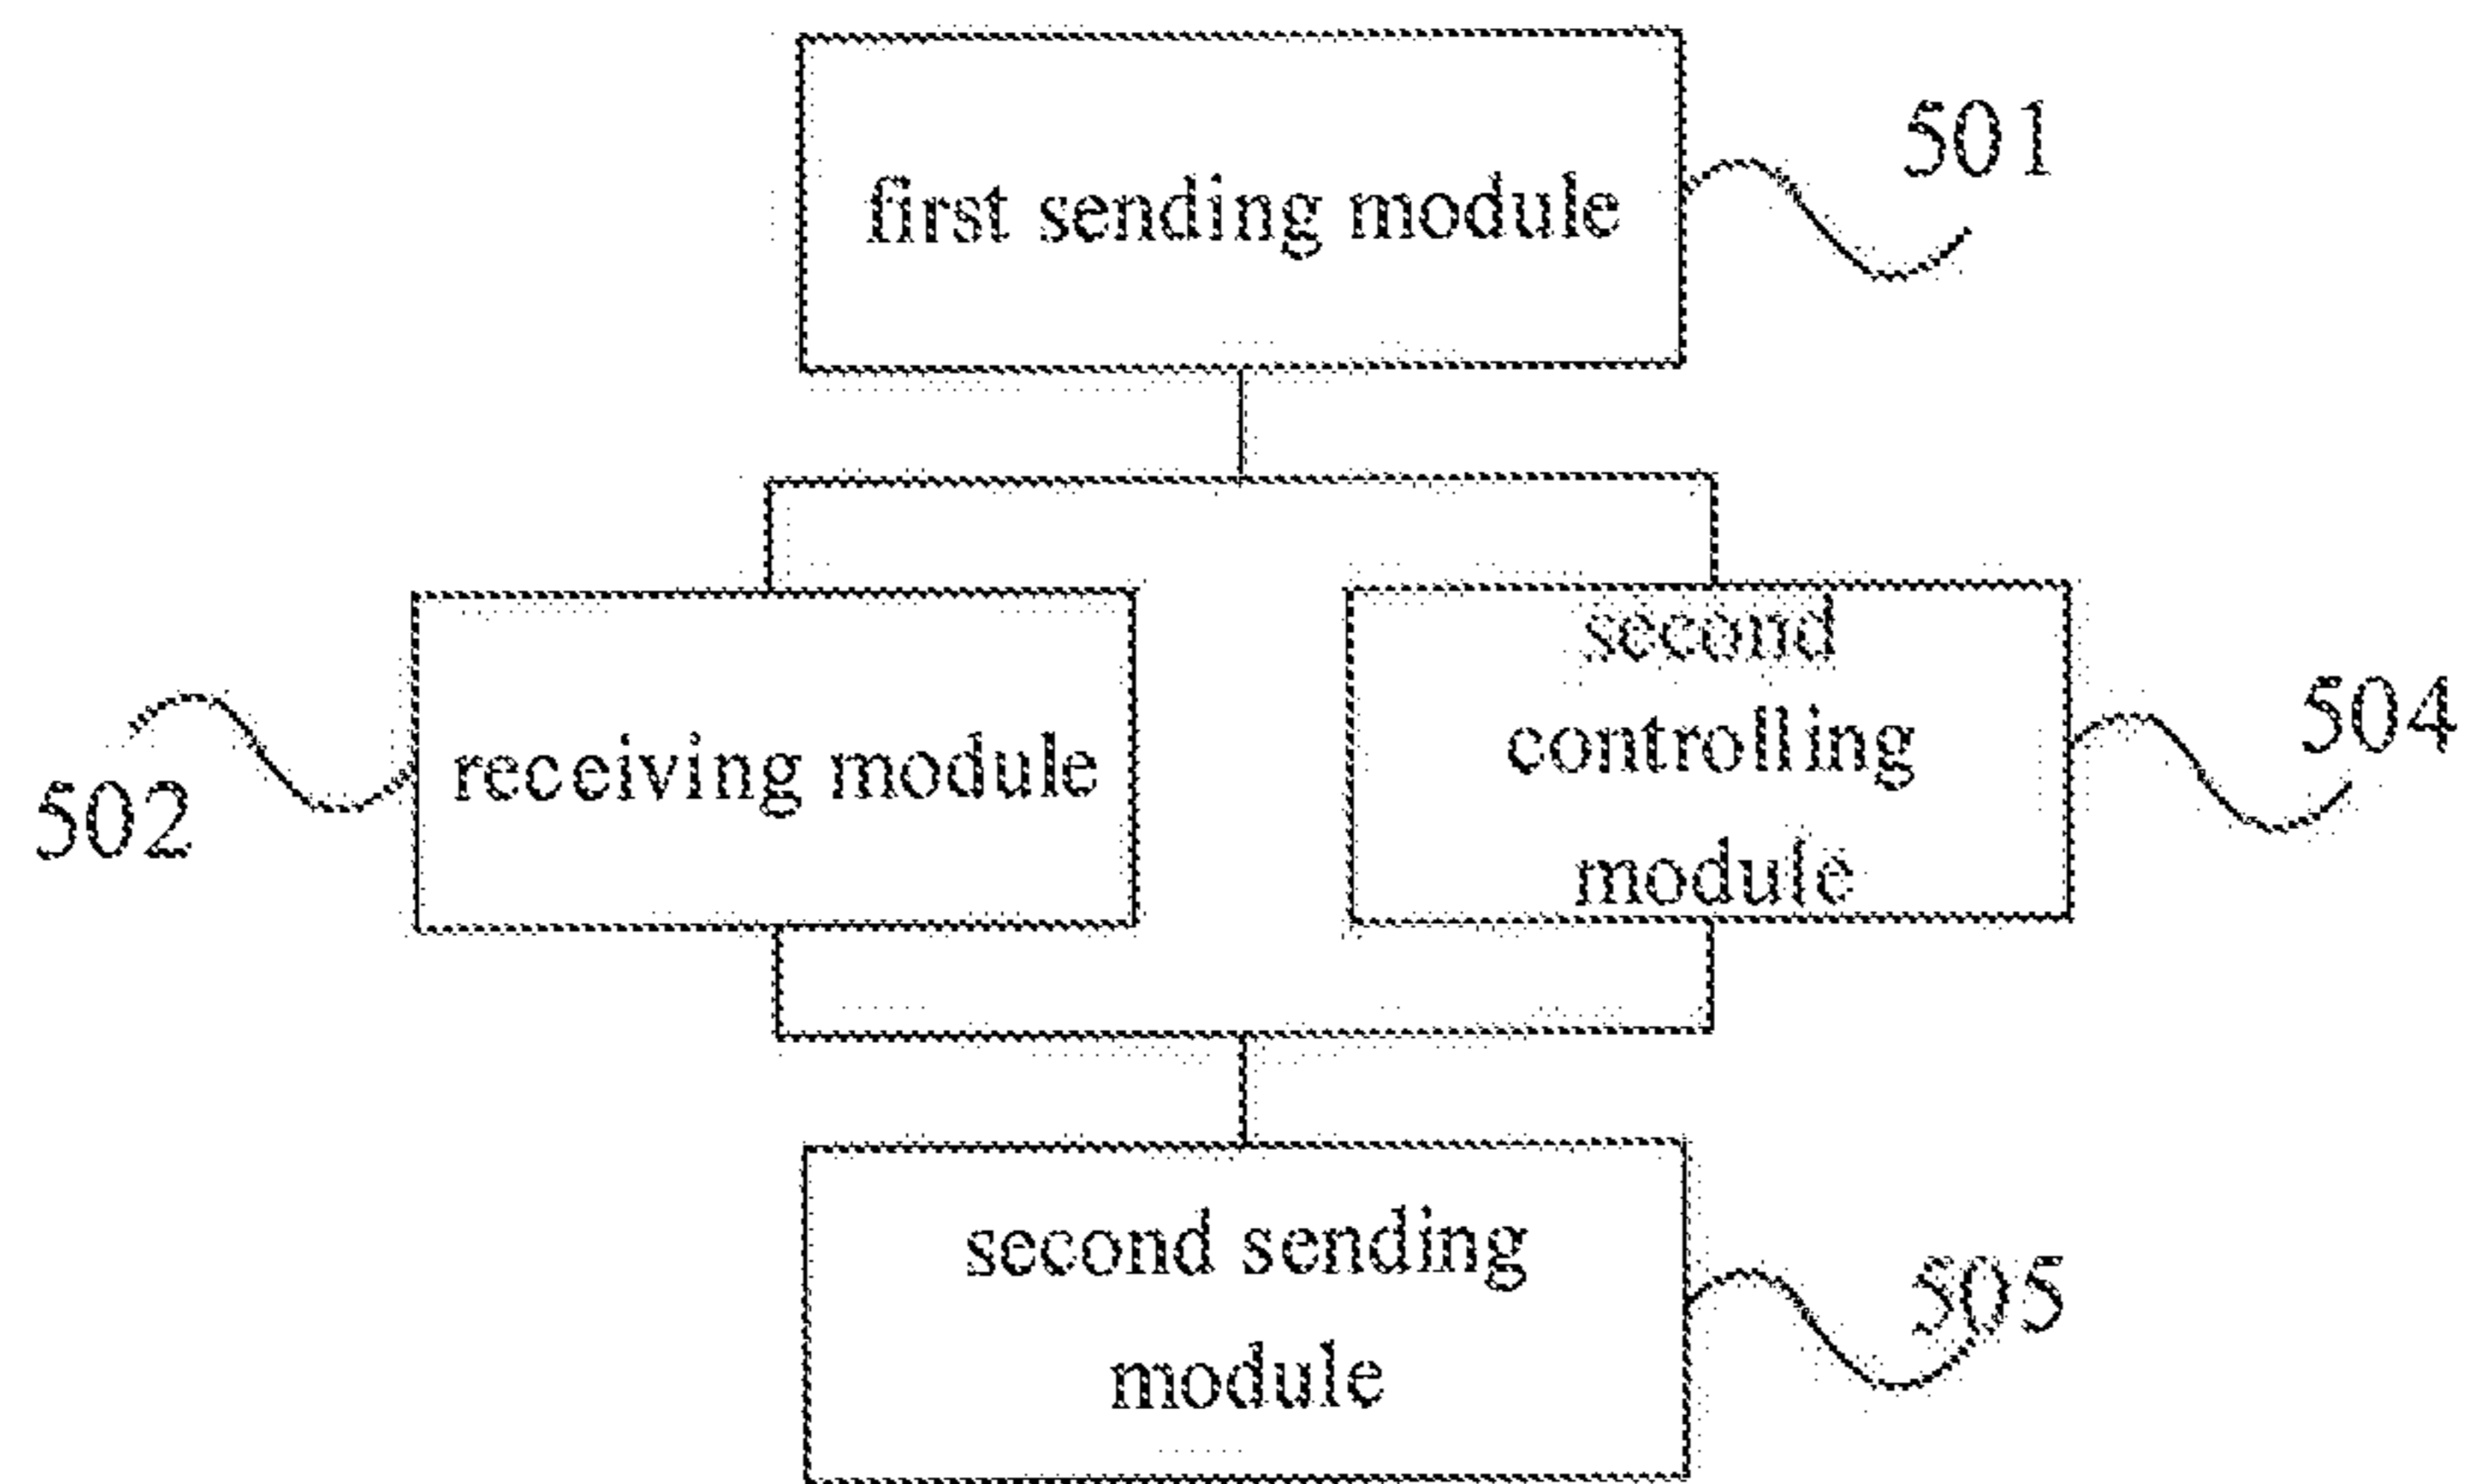 first sending module
501
receiving module
502
second
controlling
module
504
second sending
module
505